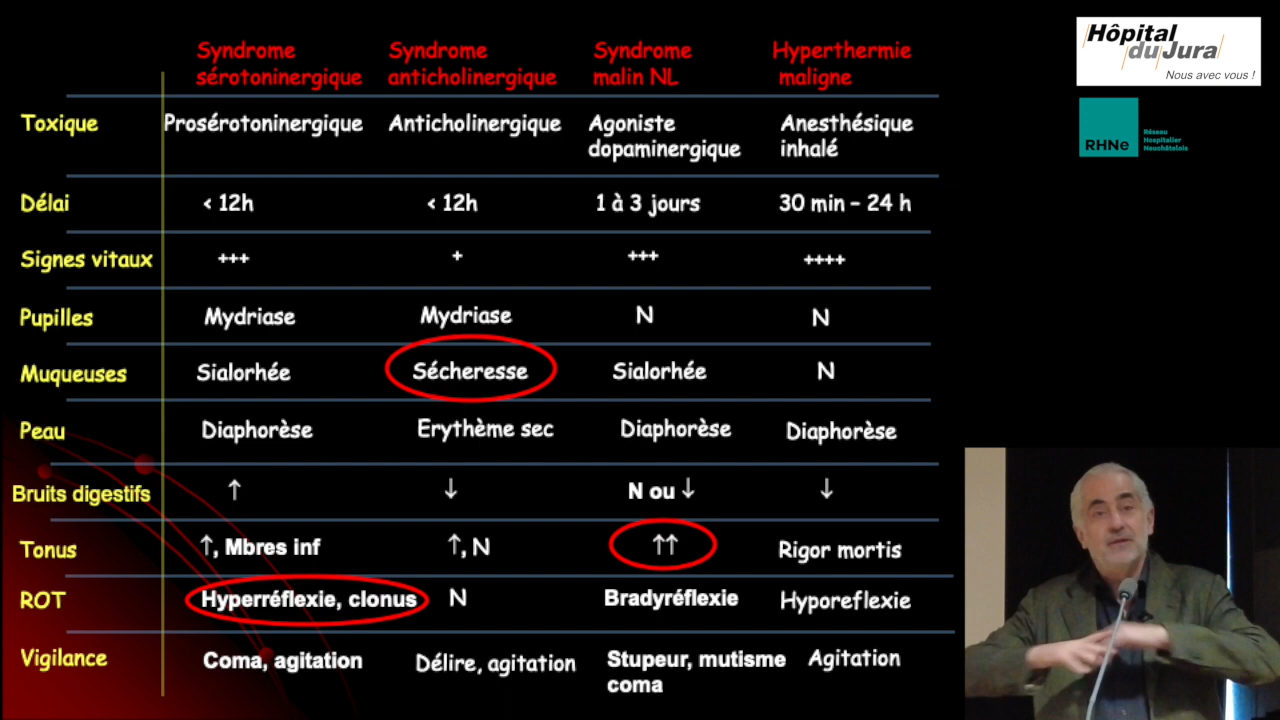 Syndrome sérotoninergique
Syndrome anticholinergique
Syndrome malin NL
Hyperthermie maligne
Toxique Prosérotoninergique Anticholinergique Agoniste dopaminergique Anesthésique inhalé
Délai < 12h < 12h 1 à 3 jours 30 min – 24 h
Signes vitaux +++ + +++ ++++
Pupilles Mydriase Mydriase N N
Muqueuses Sialorhée Sécheresse Sialorhée N
Peau Diaphorèse Erythème sec Diaphorèse Diaphorèse
Bruits digestifs ↑ ↓ N ou ↓ ↓
Tonus ↑, Mbres inf ↑, N ↑↑ Rigor mortis
ROT Hyperréflexie, clonus N Bradyréflexie Hyporeflexie
Vigilance Coma, agitation Délire, agitation Stupeur, mutisme coma Agitation
Hôpital
du Jura
Nous avec vous !
RHNe
Réseau
Hospitalier
Neuchâtelois